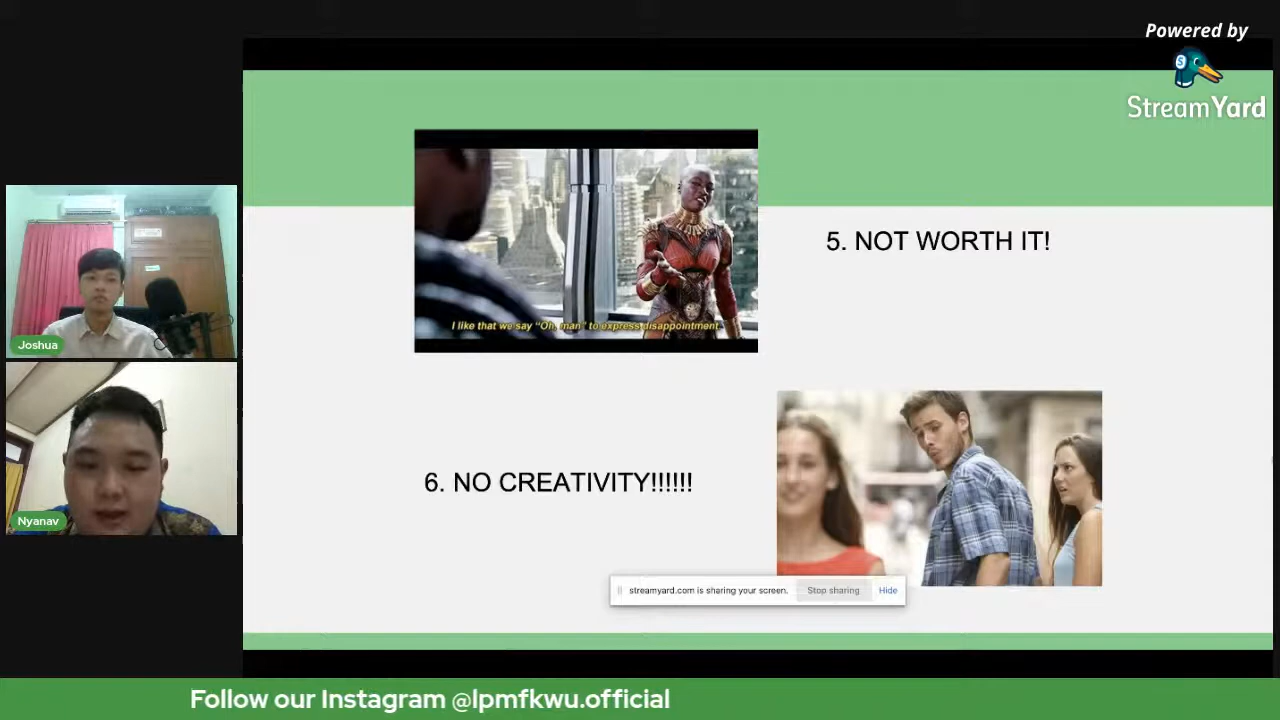 Powered by
StreamYard
I like that we say "Oh, man" to express disappointment.
5. NOT WORTH IT!
Joshua
6. NO CREATIVITY!!!!!!
Nyanav
streamyard.com is sharing your screen.
Stop sharing
Hide
Follow our Instagram @lpmfkwu.official